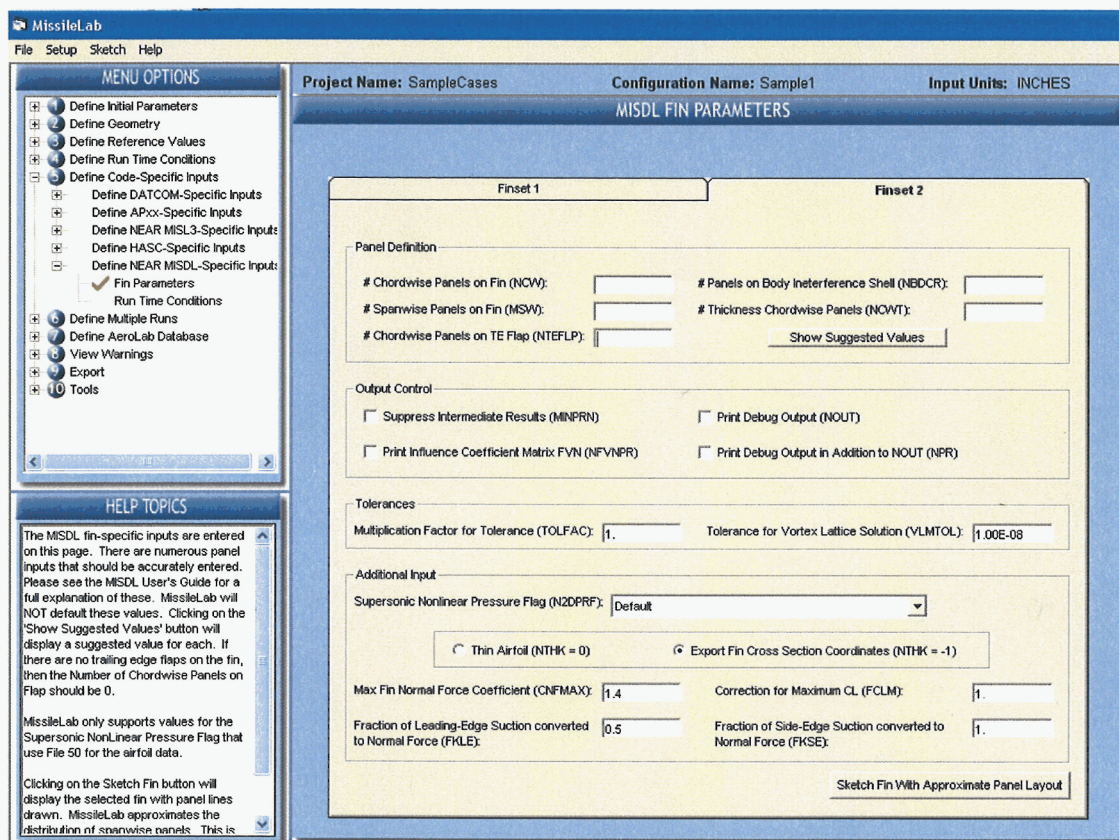 MissileLab
File Setup Sketch Help
MENU OPTIONS
1 Define Initial Parameters
2 Define Geometry
3 Define Reference Values
4 Define Run Time Conditions
5 Define Code-Specific Inputs
Define DATCOM-Specific Inputs
Define APxx-Specific Inputs
Define NEAR MISL3-Specific Inputs
Define HASC-Specific Inputs
Define NEAR MISDL-Specific Inputs
Fin Parameters
Run Time Conditions
6 Define Multiple Runs
7 Define AeroLab Database
8 View Warnings
9 Export
10 Tools
HELP TOPICS
The MISDL fin-specific inputs are entered
on this page. There are numerous panel
inputs that should be accurately entered.
Please see the MISDL User's Guide for a
full explanation of these. MissileLab will
NOT default these values. Clicking on the
'Show Suggested Values' button will
display a suggested value for each. If
there are no trailing edge flaps on the fin,
then the Number of Chordwise Panels on
Flap should be 0.
MissileLab only supports values for the
Supersonic NonLinear Pressure Flag that
use File 50 for the airfoil data.
Clicking on the Sketch Fin button will
display the selected fin with panel lines
drawn. MissileLab approximates the
distribution of spanwise panels. This is
Project Name: SampleCases Configuration Name: Sample1 Input Units: INCHES
MISDL FIN PARAMETERS
Finset 1 Finset 2
Panel Definition
# Chordwise Panels on Fin (NCW): # Panels on Body Ineterference Shell (NBDCR):
# Spanwise Panels on Fin (MSW): # Thickness Chordwise Panels (NCWT):
# Chordwise Panels on TE Flap (NTEFLP): Show Suggested Values
Output Control
Suppress Intermediate Results (MINPRN) Print Debug Output (NOUT)
Print Influence Coefficient Matrix FVN (NFVNPR) Print Debug Output in Addition to NOUT (NPR)
Tolerances
Multiplication Factor for Tolerance (TOLFAC): 1. Tolerance for Vortex Lattice Solution (VLMTOL): 1.00E-08
Additional Input
Supersonic Nonlinear Pressure Flag (N2DPRF): Default
Thin Airfoil (NTHK = 0) Export Fin Cross Section Coordinates (NTHK = -1)
Max Fin Normal Force Coefficient (CNFMAX): 1.4 Correction for Maximum CL (FCLM): 1.
Fraction of Leading-Edge Suction converted 0.5 Fraction of Side-Edge Suction converted to 1.
to Normal Force (FKLE): Normal Force (FKSE):
Sketch Fin With Approximate Panel Layout